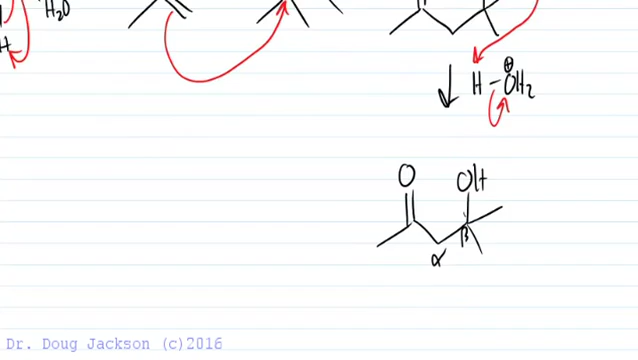 H₂O
H
H-OH₂
⊕
O OH
β
α
Dr. Doug Jackson (c)2016